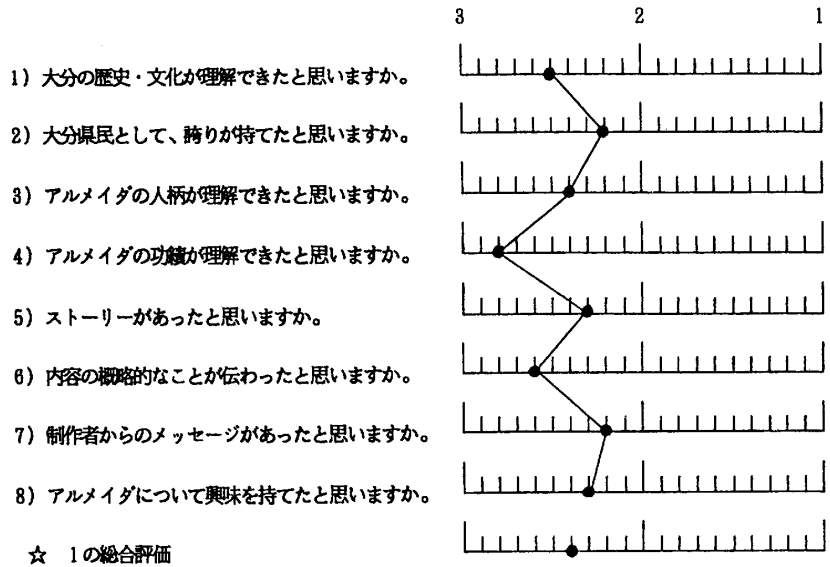 3 2 1
1) 大分の歴史・文化が理解できたと思いますか。
2) 大分県民として、誇りが持てたと思いますか。
3) アルメイダの人柄が理解できたと思いますか。
4) アルメイダの功績が理解できたと思いますか。
5) ストーリーがあったと思いますか。
6) 内容の概略的なことが伝わったと思いますか。
7) 制作者からのメッセージがあったと思いますか。
8) アルメイダについて興味を持てたと思いますか。
☆ 1の総合評価